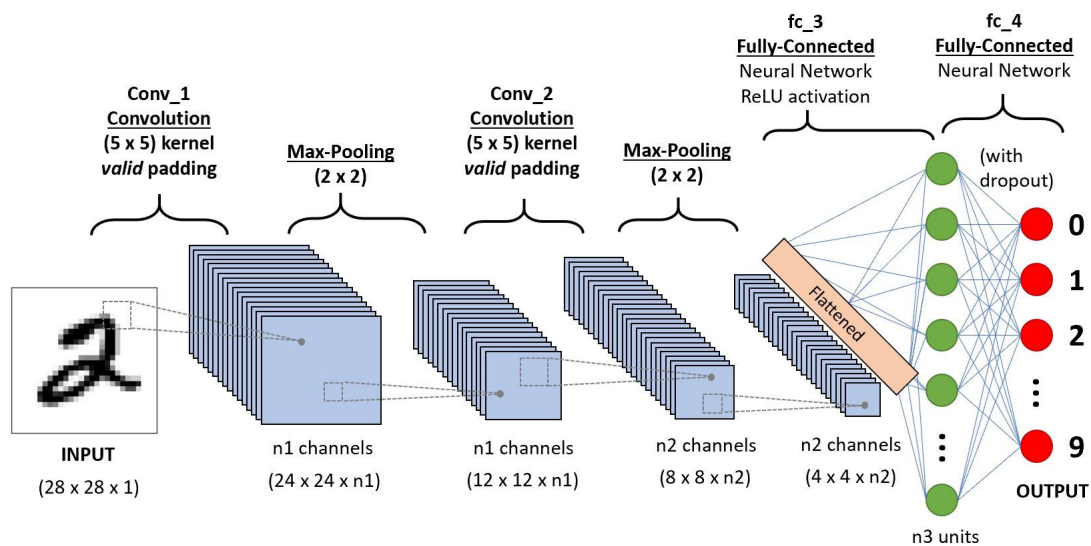 fc_3
Fully-Connected
Neural Network
ReLU activation
fc_4
Fully-Connected
Neural Network
Conv_1
Convolution
(5 x 5) kernel
valid padding
Max-Pooling
(2 x 2)
Conv_2
Convolution
(5 x 5) kernel
valid padding
Max-Pooling
(2 x 2)
(with
dropout)
Flattened
0
1
2
9
INPUT
(28 x 28 x 1)
n1 channels
(24 x 24 x n1)
n1 channels
(12 x 12 x n1)
n2 channels
(8 x 8 x n2)
n2 channels
(4 x 4 x n2)
OUTPUT
n3 units
2